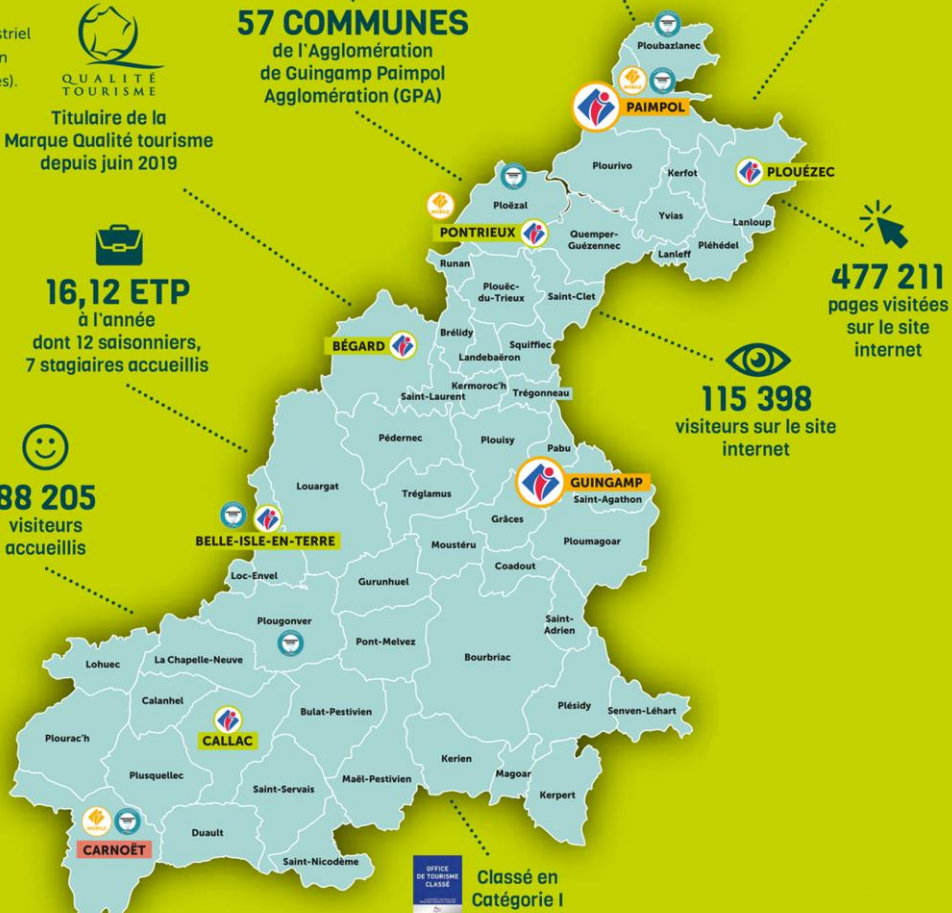 striel
n
es).
QUALITÉ
TOURISME
Titulaire de la
Marque Qualité tourisme
depuis juin 2019
57 COMMUNES
de l'Agglomération
de Guingamp Paimpol
Agglomération (GPA)
Ploubazlanec
MOBILE
PAIMPOL
Plourivo
Kerfot
PLOUÉZEC
Ploëzal
MOBILE
PONTRIEUX
Quemper-
Guézennec
Yvias
Lanloup
Lanleff
Pléhédel
Runan
Plouëc-
du-Trieux
Saint-Clet
477 211
pages visitées
sur le site
internet
16,12 ETP
à l'année
dont 12 saisonniers,
7 stagiaires accueillis
BÉGARD
Brélidy
Squiffiec
Landebaëron
Kermoroc'h
Saint-Laurent
Trégonneau
115 398
visiteurs sur le site
internet
Pédernec
Plouisy
Pabu
88 205
visiteurs
accueillis
Louargat
Tréglamus
GUINGAMP
Saint-Agathon
Grâces
BELLE-ISLE-EN-TERRE
Moustéru
Ploumagoar
Coadout
Loc-Envel
Gurunhuel
Plougonver
Saint-
Adrien
Pont-Melvez
Bourbriac
Lohuec
La Chapelle-Neuve
Calanhel
Bulat-Pestivien
Plésidy
Senven-Léhart
Plourac'h
CALLAC
Plusquellec
Kerien
Magoar
Maël-Pestivien
Saint-Servais
Kerpert
MOBILE
CARNOËT
Duault
Saint-Nicodème
OFFICE
DE TOURISME
CLASSÉ
Classé en
Catégorie I